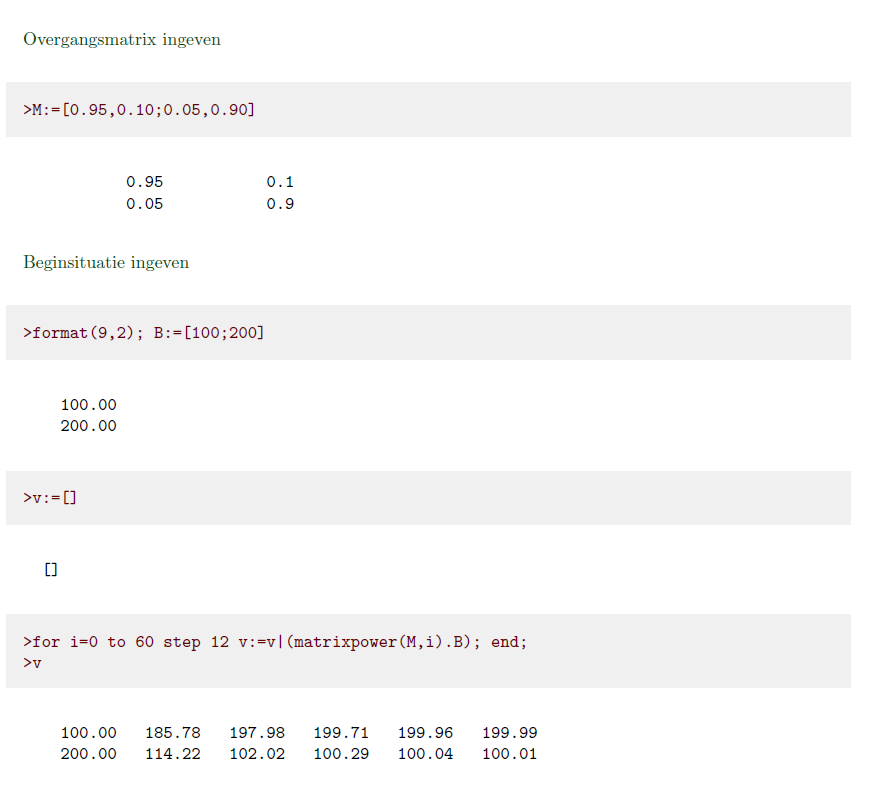 Overgangsmatrix ingeven
>M:=[0.95,0.10;0.05,0.90]
0.95 0.1
0.05 0.9
Beginsituatie ingeven
>format(9,2); B:=[100;200]
100.00
200.00
>v:=[]
[]
>for i=0 to 60 step 12 v:=v|(matrixpower(M,i).B); end;
>v
100.00 185.78 197.98 199.71 199.96 199.99
200.00 114.22 102.02 100.29 100.04 100.01